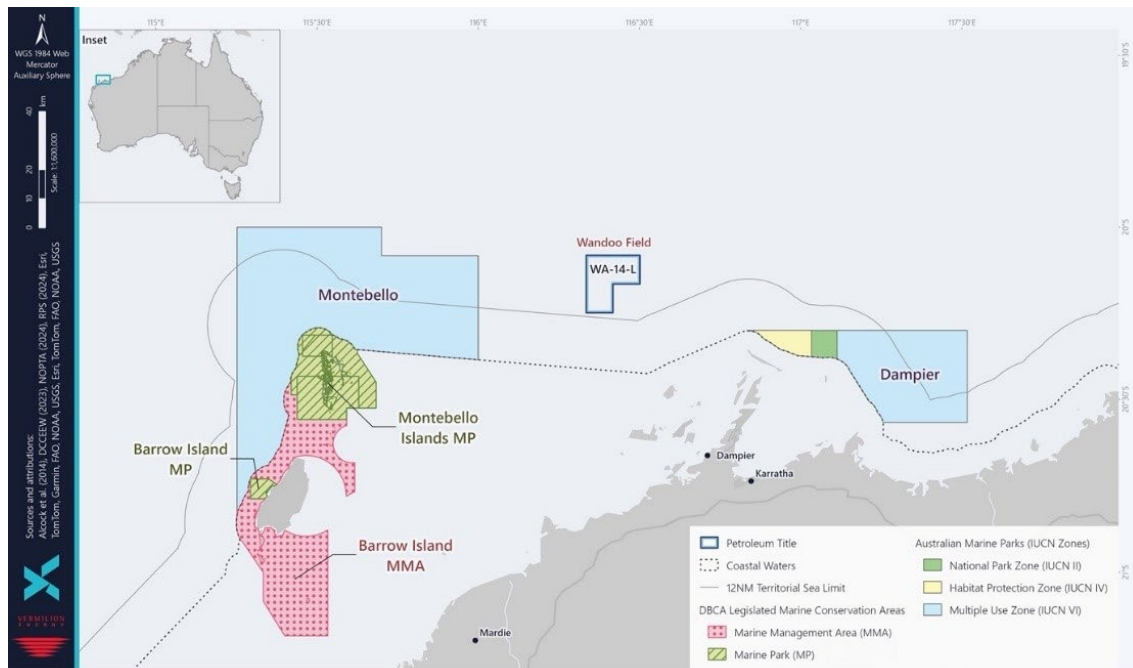 N
WGS 1984 Web
Mercator
Auxiliary Sphere
0 10 20 40
km
Scale: 1:1,600,000
Sources and attributions:
Alcock et al. (2014), DCCEEW (2023), NOPTA (2024), RPS (2024), Esri,
TomTom, Garmin, FAO, NOAA, USGS, Esri, TomTom, FAO, NOAA, USGS
VERMILION
ENERGY
Inset
115°E
115°30'E
116°E
116°30'E
117°E
117°30'E
19°30'S
20°S
20°30'S
21°S
Wandoo Field
WA-14-L
Montebello
Dampier
Montebello
Islands MP
Barrow Island
MP
Barrow Island
MMA
Dampier
Karratha
Mardie
Petroleum Title
Coastal Waters
12NM Territorial Sea Limit
DBCA Legislated Marine Conservation Areas
Marine Management Area (MMA)
Marine Park (MP)
Australian Marine Parks (IUCN Zones)
National Park Zone (IUCN II)
Habitat Protection Zone (IUCN IV)
Multiple Use Zone (IUCN VI)